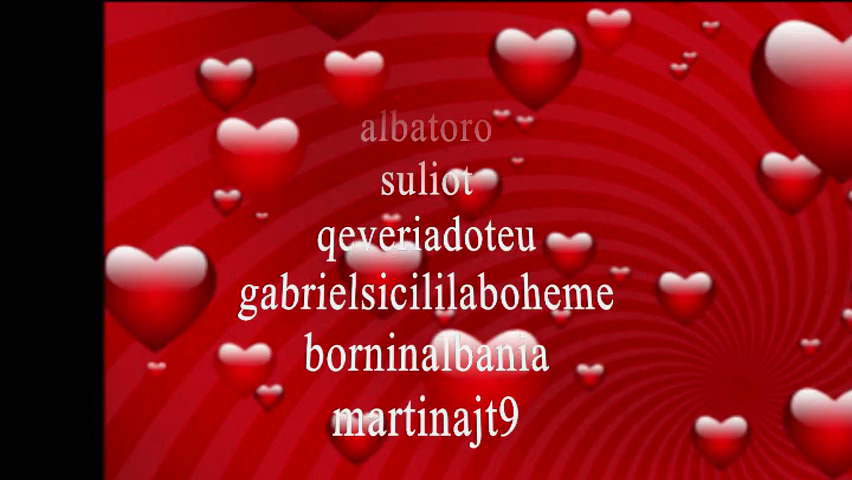 albatoro
suliot
qeveriadoteu
gabrielsicililaboheme
borninalbania
martinajt9